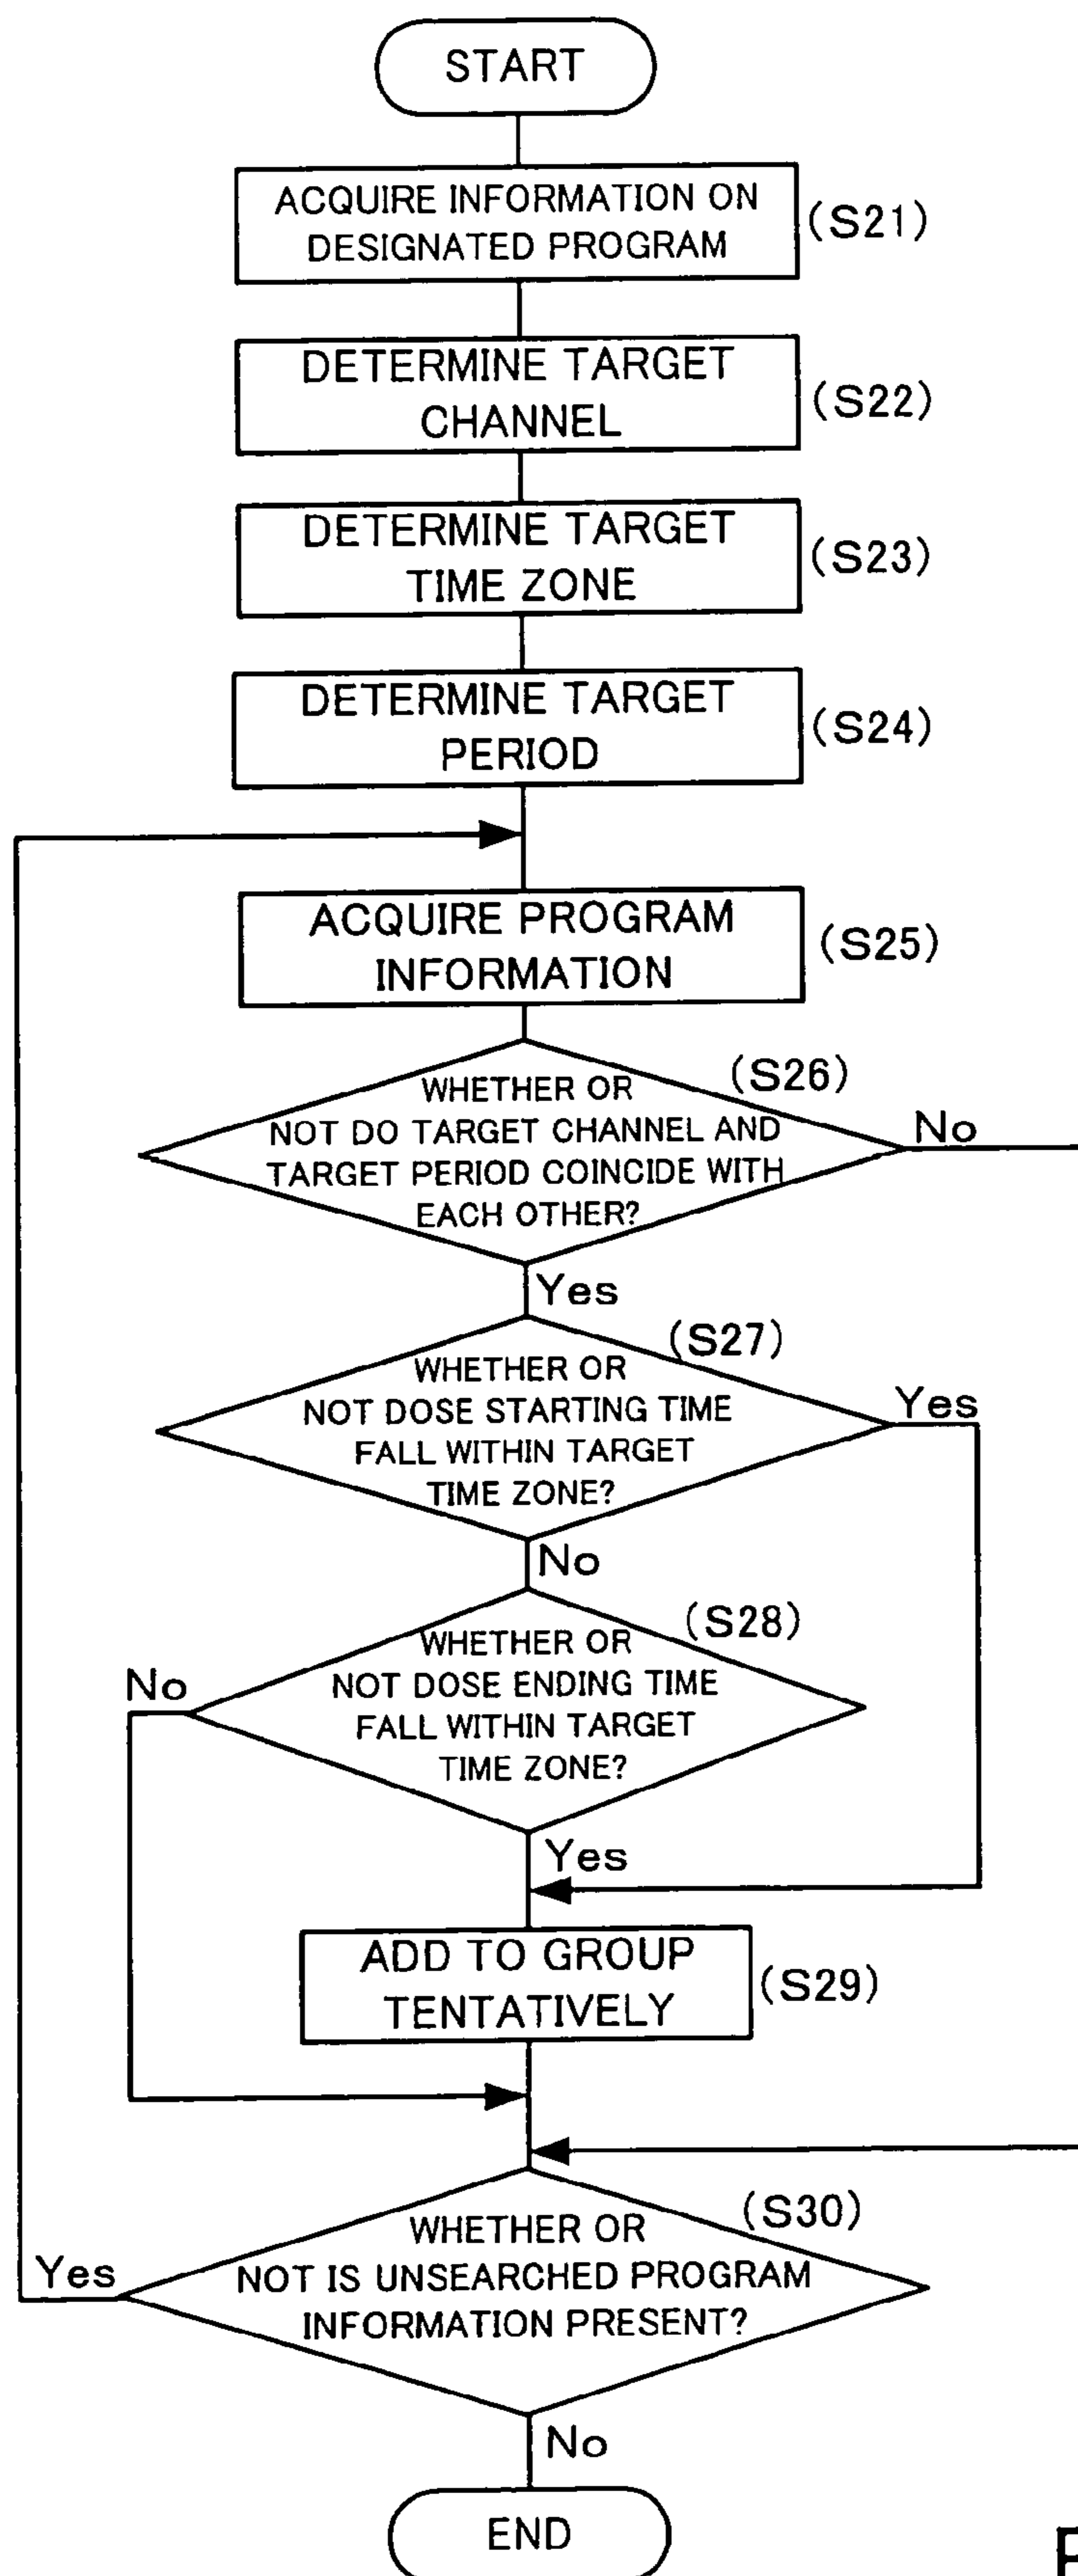 START
ACQUIRE INFORMATION ON
DESIGNATED PROGRAM
(S21)
DETERMINE TARGET
CHANNEL
(S22)
DETERMINE TARGET
TIME ZONE
(S23)
DETERMINE TARGET
PERIOD
(S24)
ACQUIRE PROGRAM
INFORMATION
(S25)
(S26)
WHETHER OR
NOT DO TARGET CHANNEL AND
TARGET PERIOD COINCIDE WITH
EACH OTHER?
No
Yes
(S27)
WHETHER OR
NOT DOSE STARTING TIME
FALL WITHIN TARGET
TIME ZONE?
Yes
No
(S28)
WHETHER OR
NOT DOSE ENDING TIME
FALL WITHIN TARGET
TIME ZONE?
No
Yes
ADD TO GROUP
TENTATIVELY
(S29)
(S30)
WHETHER OR
NOT IS UNSEARCHED PROGRAM
INFORMATION PRESENT?
Yes
No
END